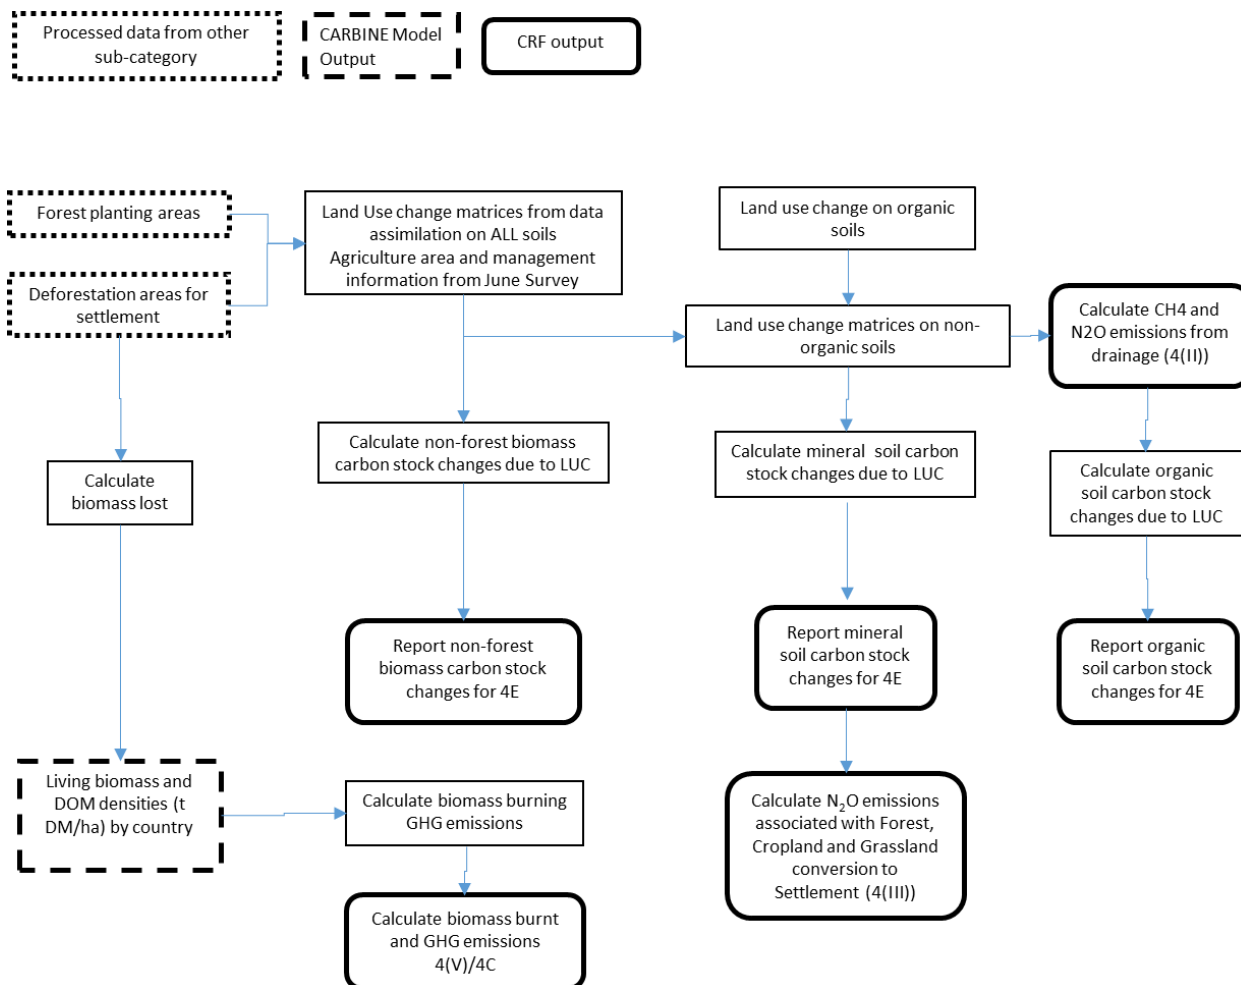 Processed data from other
sub-category
CARBINE Model
Output
CRF output
Forest planting areas
Deforestation areas for
settlement
Land Use change matrices from data
assimilation on ALL soils
Agriculture area and management
information from June Survey
Land use change on organic
soils
Land use change matrices on non-
organic soils
Calculate CH4 and
N2O emissions from
drainage (4(II))
Calculate
biomass lost
Calculate non-forest biomass
carbon stock changes due to LUC
Calculate mineral soil carbon
stock changes due to LUC
Calculate organic
soil carbon stock
changes due to LUC
Report non-forest
biomass carbon stock
changes for 4E
Report mineral
soil carbon stock
changes for 4E
Report organic
soil carbon stock
changes for 4E
Living biomass and
DOM densities (t
DM/ha) by country
Calculate biomass burning
GHG emissions
Calculate N₂O emissions
associated with Forest,
Cropland and Grassland
conversion to
Settlement (4(III))
Calculate biomass burnt
and GHG emissions
4(V)/4C